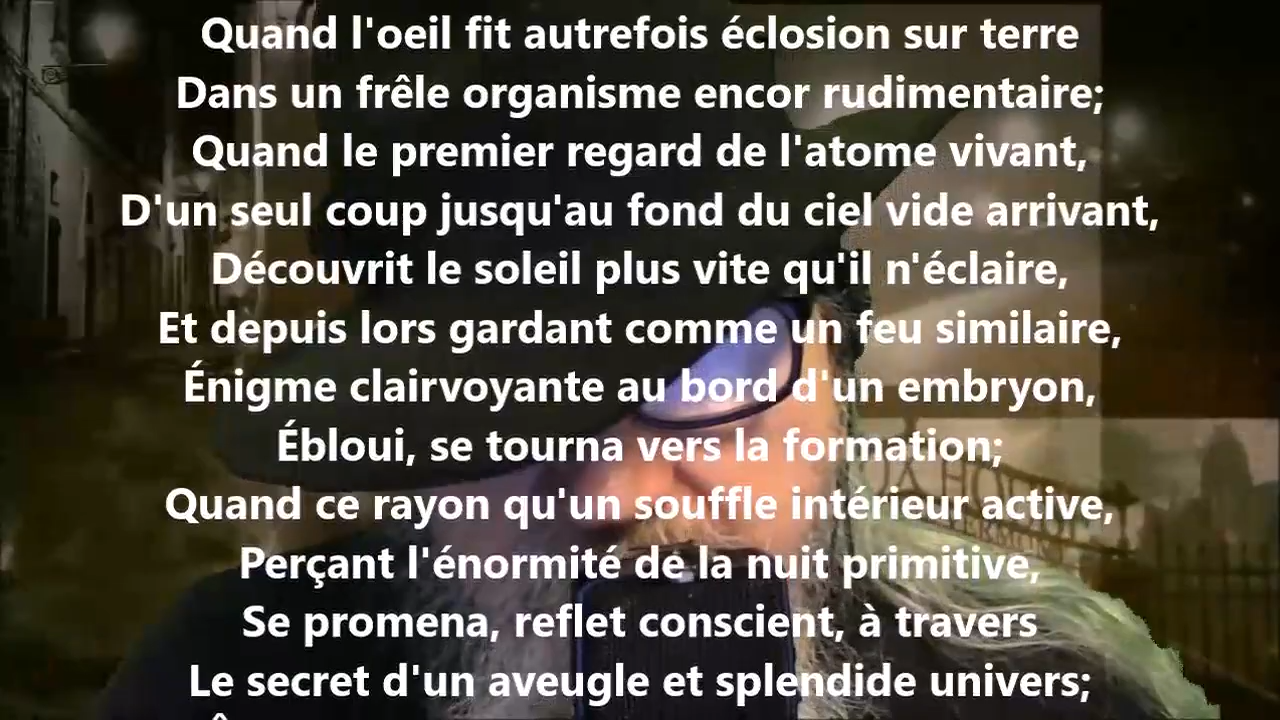 Quand l'oeil fit autrefois éclosion sur terre
Dans un frêle organisme encor rudimentaire;
Quand le premier regard de l'atome vivant,
D'un seul coup jusqu'au fond du ciel vide arrivant,
Découvrit le soleil plus vite qu'il n'éclaire,
Et depuis lors gardant comme un feu similaire,
Énigme clairvoyante au bord d'un embryon,
Ébloui, se tourna vers la formation;
Quand ce rayon qu'un souffle intérieur active,
Perçant l'énormité de la nuit primitive,
Se promena, reflet conscient, à travers
Le secret d'un aveugle et splendide univers;